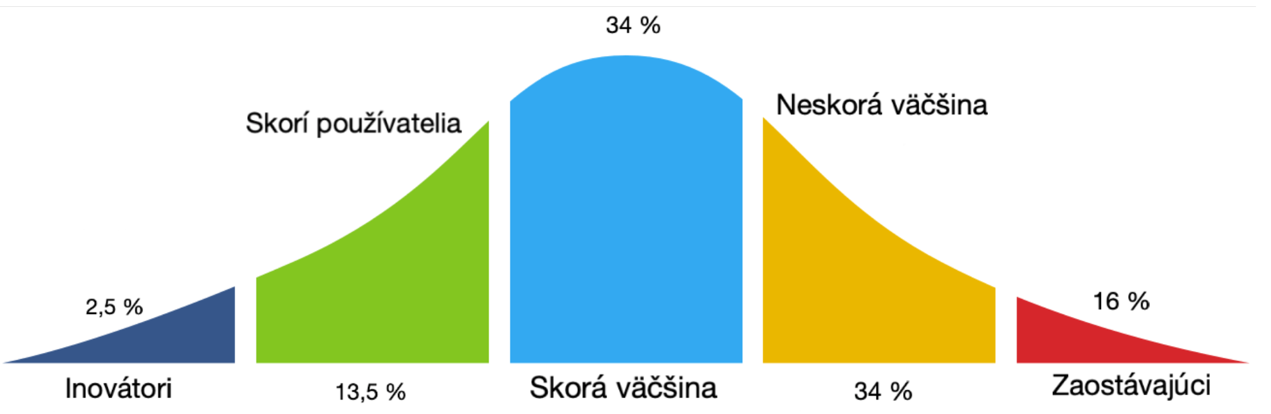 34 %
Skorí používatelia
Neskorá väčšina
2,5 %
16 %
Inovátori
13,5 %
Skorá väčšina
34 %
Zaostávajúci